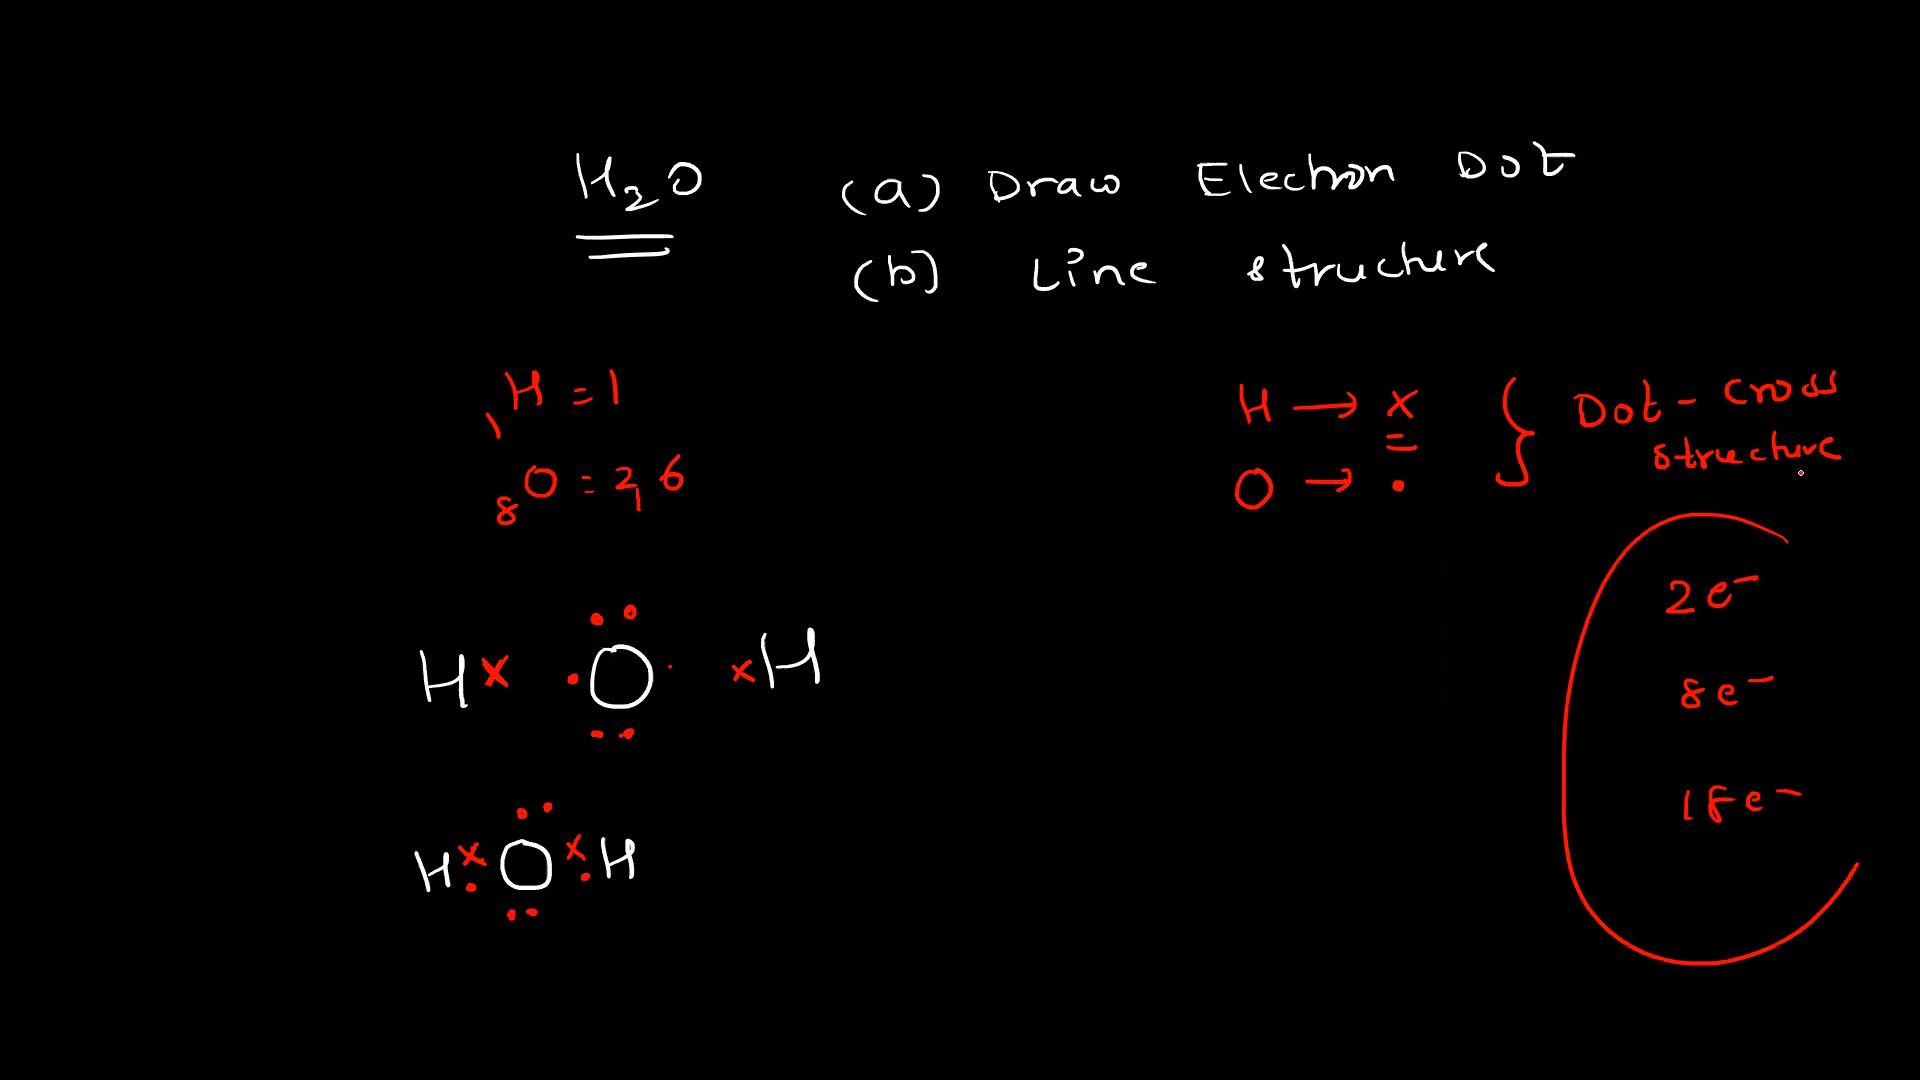 H₂O (a) Draw Electron Dot
(b) Line structure
₁H = 1
₈O = 2,6
H → x
O → •
} Dot - Cross
structure
2e⁻
8e⁻
18e⁻
H x • O • x H
H x • O x • H